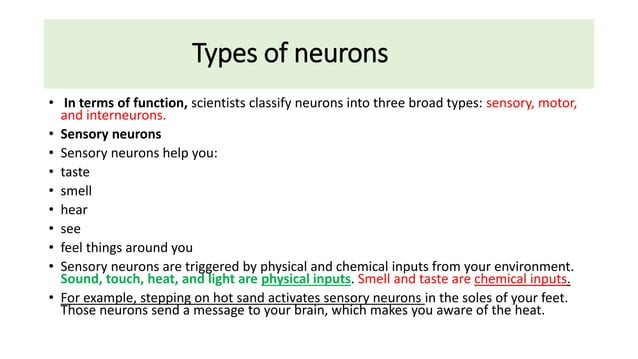 Types of neurons
• In terms of function, scientists classify neurons into three broad types: sensory, motor,
and interneurons.
• Sensory neurons
• Sensory neurons help you:
• taste
• smell
• hear
• see
• feel things around you
• Sensory neurons are triggered by physical and chemical inputs from your environment.
Sound, touch, heat, and light are physical inputs. Smell and taste are chemical inputs.
• For example, stepping on hot sand activates sensory neurons in the soles of your feet.
Those neurons send a message to your brain, which makes you aware of the heat.